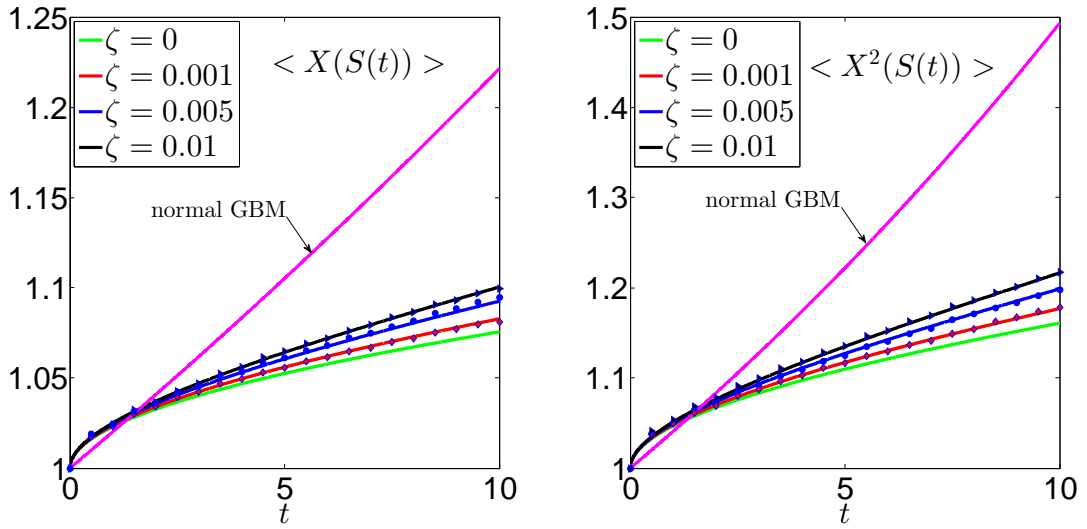 1.25
1.2
1.15
1.1
1.05
1
0
5
10
t
ζ = 0
ζ = 0.001
ζ = 0.005
ζ = 0.01
< X(S(t)) >
normal GBM
1.5
1.4
1.3
1.2
1.1
1
0
5
10
t
ζ = 0
ζ = 0.001
ζ = 0.005
ζ = 0.01
< X²(S(t)) >
normal GBM